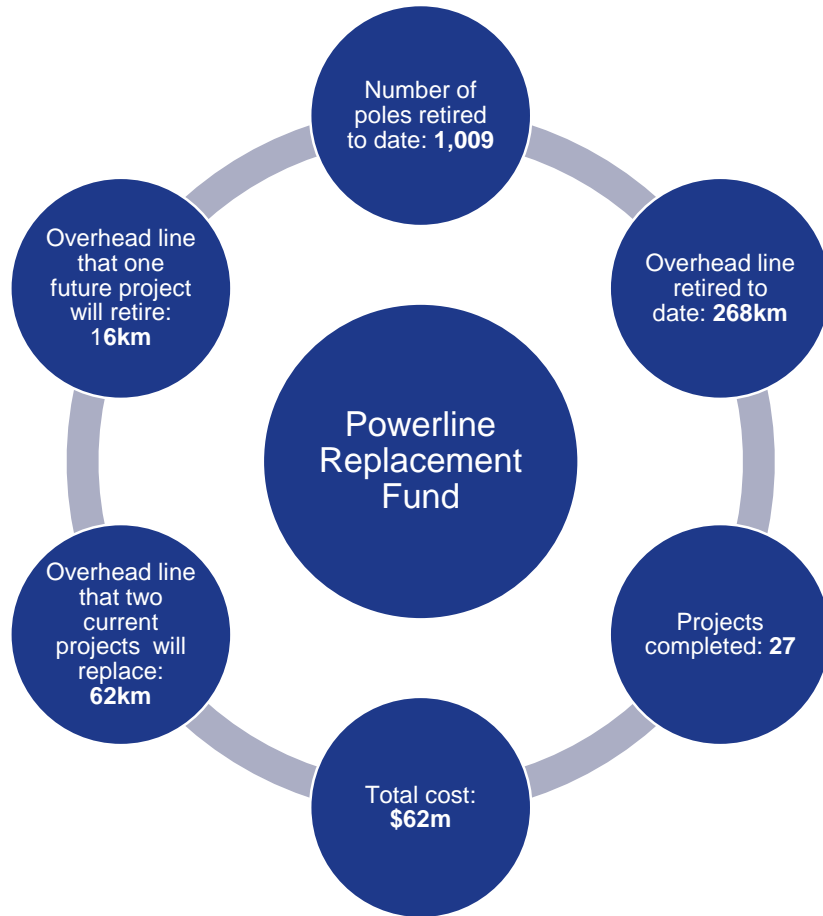 Number of
poles retired
to date: 1,009
Overhead line
retired to
date: 268km
Projects
completed: 27
Total cost:
$62m
Overhead line
that two
current
projects will
replace:
62km
Overhead line
that one
future project
will retire:
16km
Powerline
Replacement
Fund